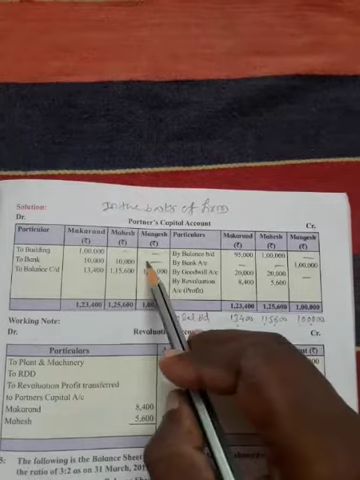 Solution: In the books of firm
Partner's Capital Account
Dr. Cr.
Particular Makarand (₹) Mahesh (₹) Mangesh (₹) Particulars Makarand (₹) Mahesh (₹) Mangesh (₹)
To Building 1,00,000 — — By Balance b/d 95,000 1,00,000 —
To Bank 10,000 10,000 By Bank A/c — — 1,00,000
To Balance C/d 13,400 1,15,600 By Goodwill A/c 20,000 20,000 —
By Revaluation 8,400 5,600
A/c (Profit)
1,23,400 1,25,600 1,23,400 1,25,600 1,00,000
Working Note: Bal B/d 13400 115600 100000
Dr.
Particulars
To Plant & Machinery
To RDD
To Revaluation Profit transferred
to Partners Capital A/c
Makarand 8,400
Mahesh 5,600
5: The following is the Balance Sheet
the ratio of 3:2 as on 31 March,